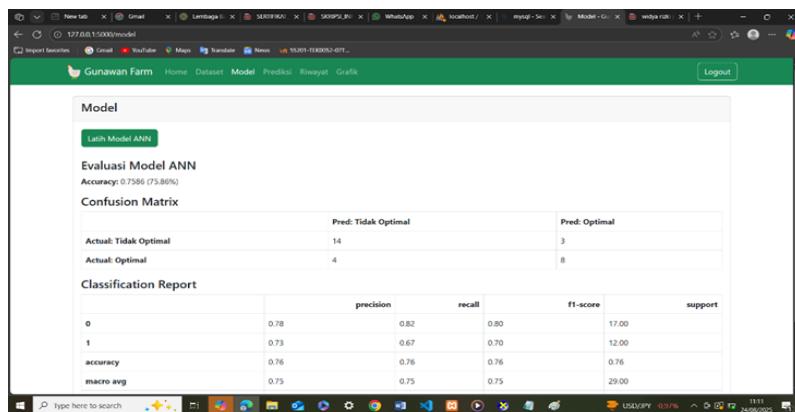 New tab
Gmail
Lembaga
WhatsApp
localhost /
Model - G
127.0.0.1:5000/model
Import favorites
Gmail
YouTube
Maps
Translate
News
Gunawan Farm Home Dataset Model Prediksi Riwayat Grafik Logout
Model
Latih Model ANN
Evaluasi Model ANN
Accuracy: 0.7586 (75.86%)
Confusion Matrix
Pred: Tidak Optimal Pred: Optimal
Actual: Tidak Optimal 14 3
Actual: Optimal 4 8
Classification Report
precision recall f1-score support
0 0.78 0.82 0.80 17.00
1 0.73 0.67 0.70 12.00
accuracy 0.76 0.76 0.76 0.76
macro avg 0.75 0.75 0.75 29.00
Type here to search
USD/JPY -0.97%
11:11
24/08/2025